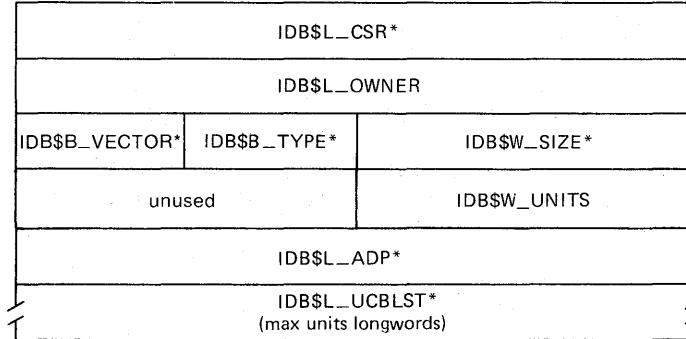 IDB$L_CSR*
IDB$L_OWNER
IDB$B_VECTOR* IDB$B_TYPE* IDB$W_SIZE*
unused IDB$W_UNITS
IDB$L_ADP*
IDB$L_UCBLST*
(max units longwords)